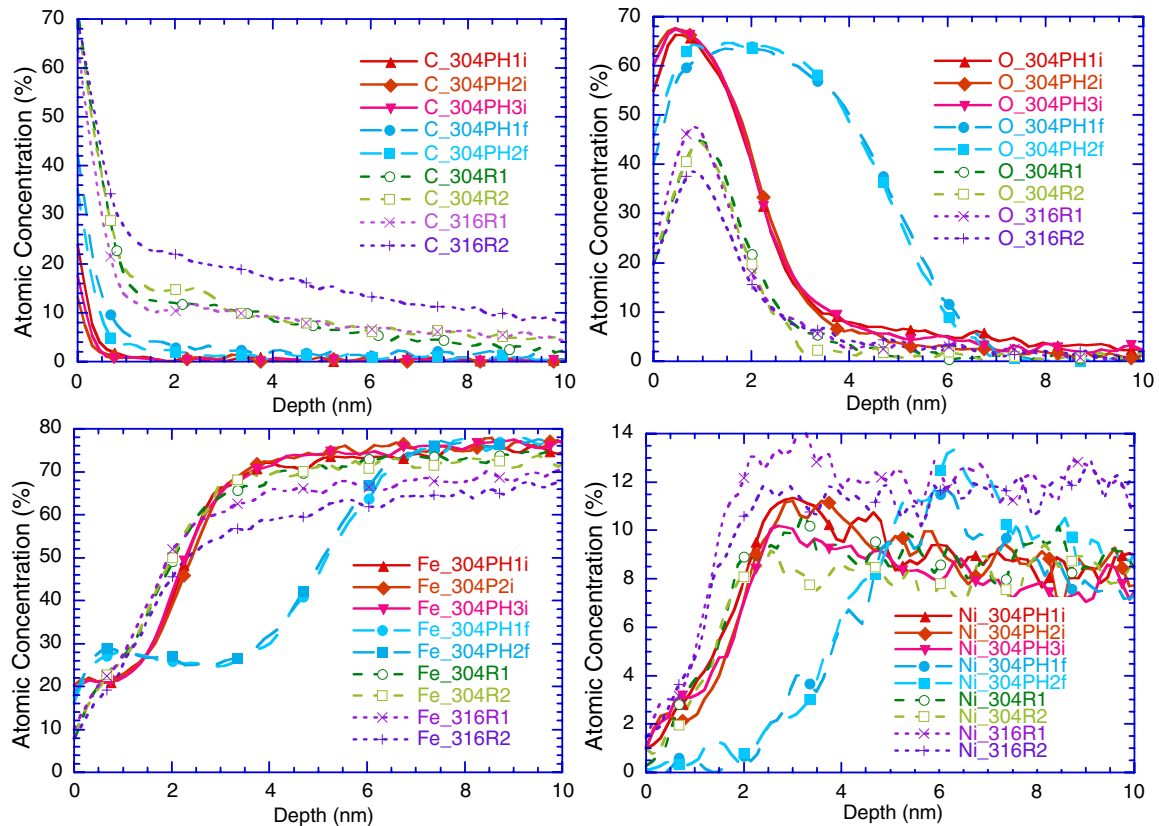 Atomic Concentration (%)
70
60
50
40
30
20
10
0
0 2 4 6 8 10
Depth (nm)
C_304PH1i
C_304PH2i
C_304PH3i
C_304PH1f
C_304PH2f
C_304R1
C_304R2
C_316R1
C_316R2
Atomic Concentration (%)
70
60
50
40
30
20
10
0
0 2 4 6 8 10
Depth (nm)
O_304PH1i
O_304PH2i
O_304PH3i
O_304PH1f
O_304PH2f
O_304R1
O_304R2
O_316R1
O_316R2
Atomic Concentration (%)
80
70
60
50
40
30
20
10
0
0 2 4 6 8 10
Depth (nm)
Fe_304PH1i
Fe_304P2i
Fe_304PH3i
Fe_304PH1f
Fe_304PH2f
Fe_304R1
Fe_304R2
Fe_316R1
Fe_316R2
Atomic Concentration (%)
14
12
10
8
6
4
2
0
0 2 4 6 8 10
Depth (nm)
Ni_304PH1i
Ni_304PH2i
Ni_304PH3i
Ni_304PH1f
Ni_304PH2f
Ni_304R1
Ni_304R2
Ni_316R1
Ni_316R2